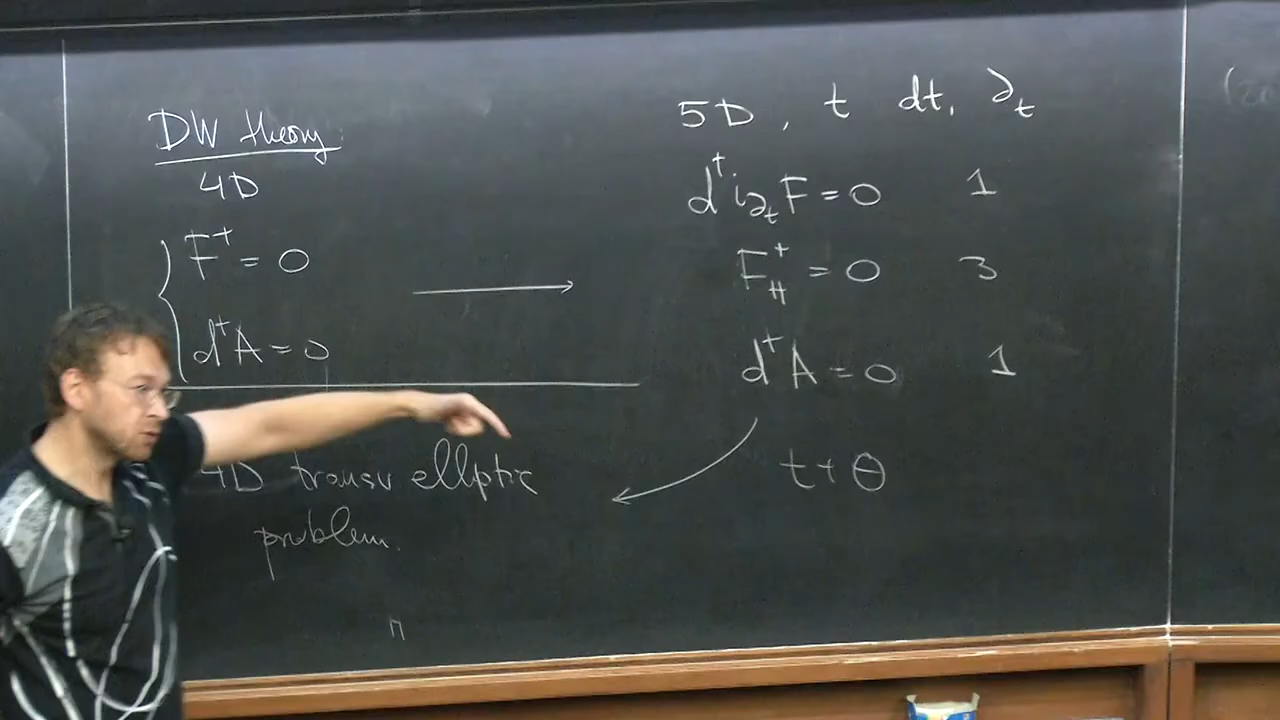 DW theory
4D
F⁺ = 0
d†A = 0
4D transv elliptic
problem.
5D, t dt, ∂t
d† i∂t F = 0 1
F⁺H = 0 3
d†A = 0 1
t + θ